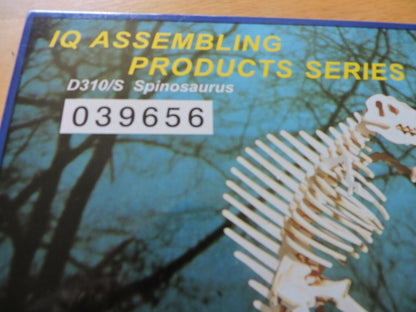 IQ ASSEMBLING
PRODUCTS SERIES
D310/S Spinosaurus
039656